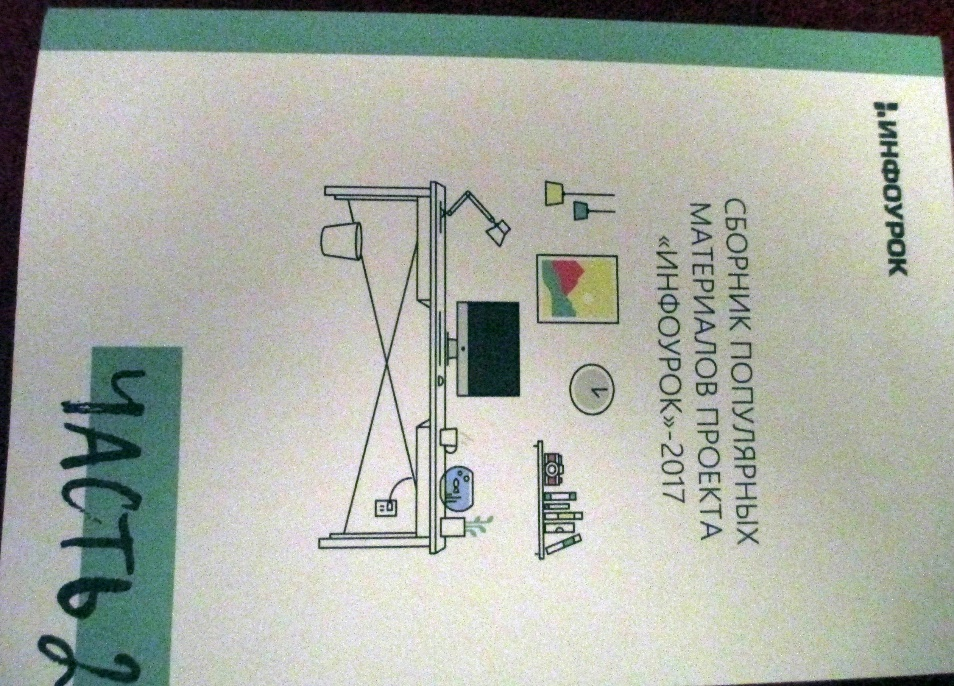 ИНФОУРОК
СБОРНИК ПОПУЛЯРНЫХ
МАТЕРИАЛОВ ПРОЕКТА
«ИНФОУРОК»-2017
ЧАСТЬ 2